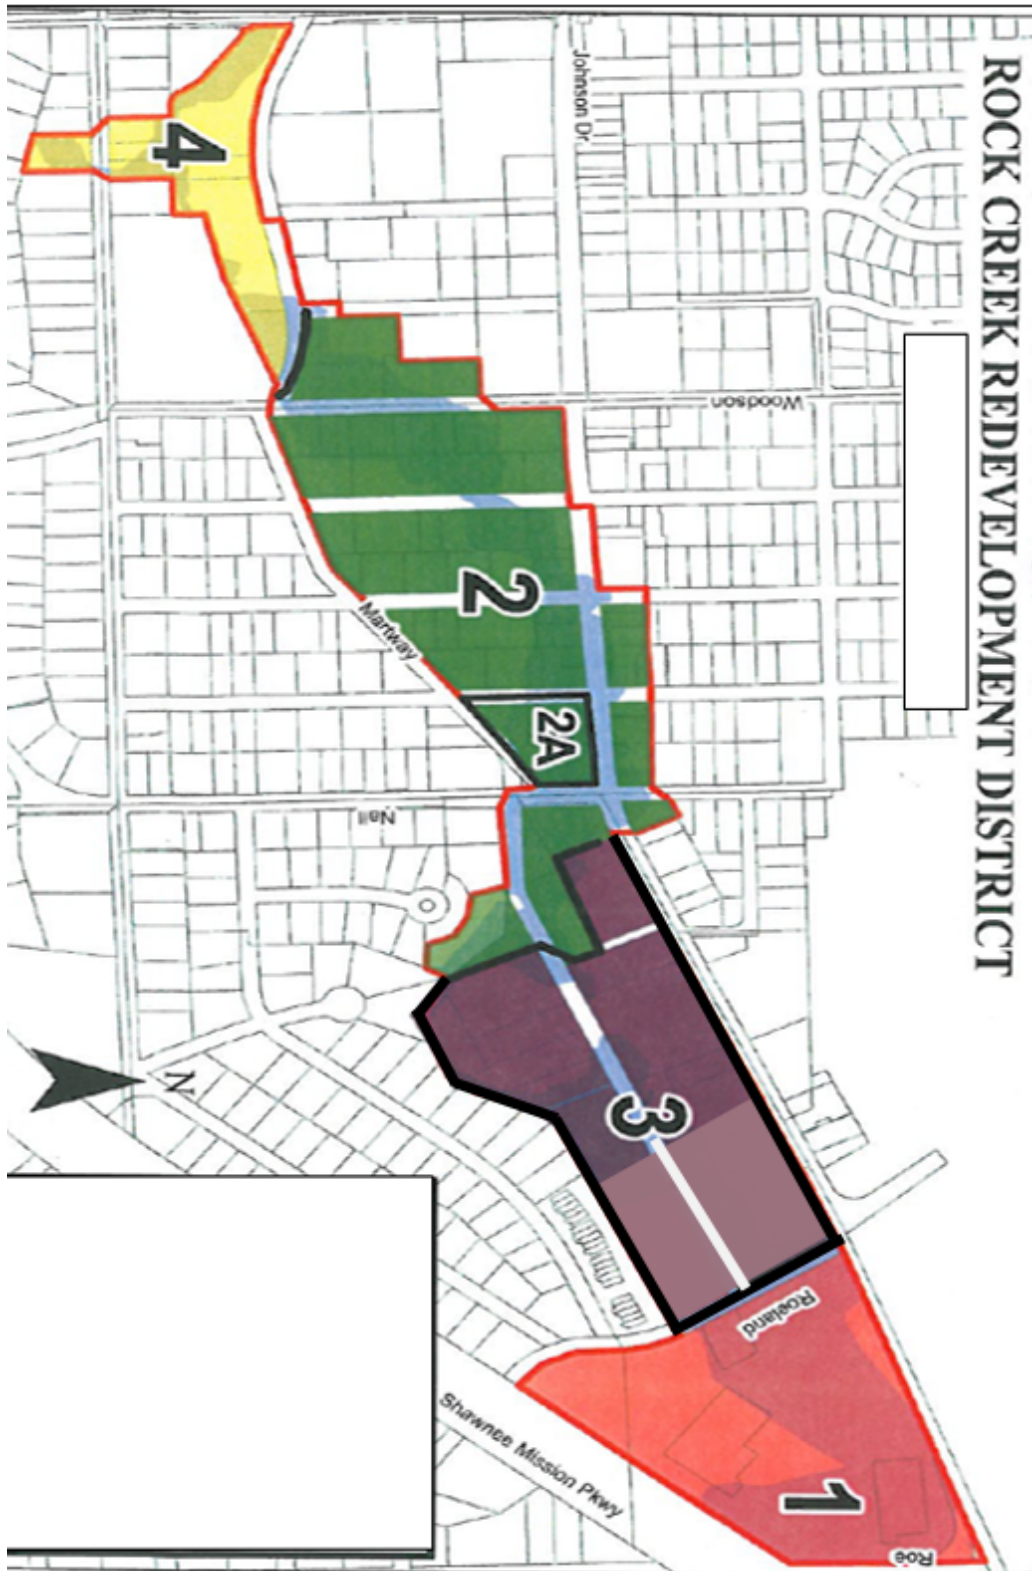 ROCK CREEK REDEVELOPMENT DISTRICT
Johnson Dr.
4
Woodson
2
Martway
2A
Nall
N
3
Roeland
Shawnee Mission Pkwy
1
Roe